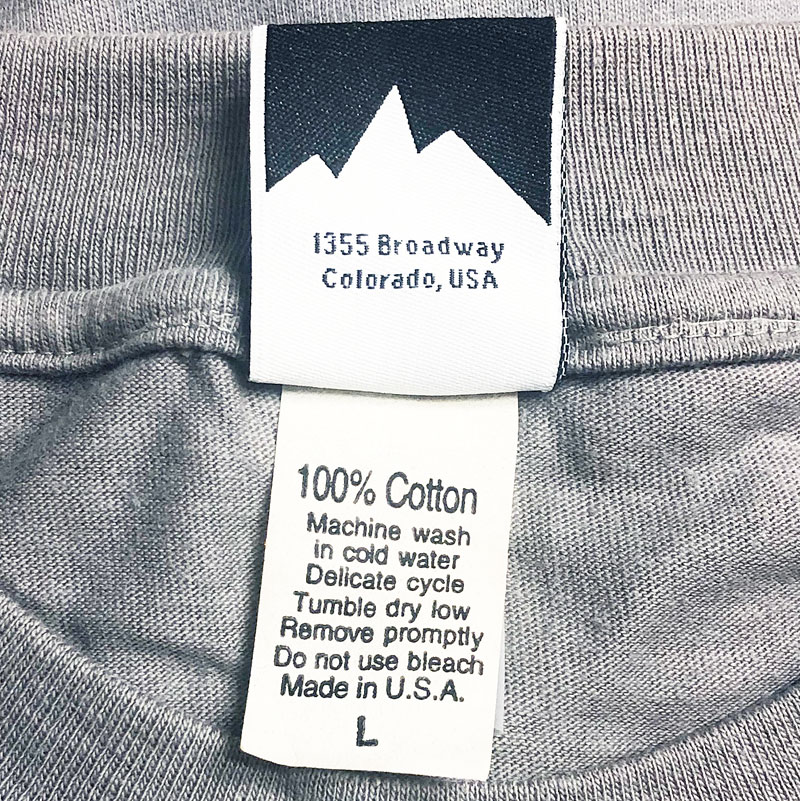 1355 Broadway
Colorado, USA
100% Cotton
Machine wash
in cold water
Delicate cycle
Tumble dry low
Remove promptly
Do not use bleach
Made in U.S.A.
L